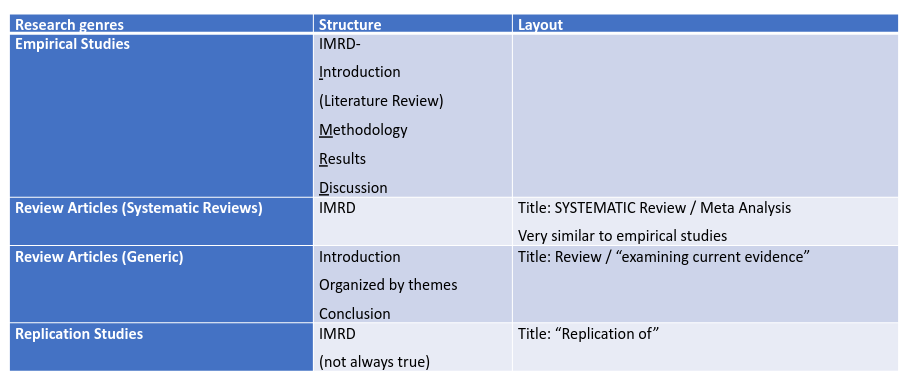 Research genres Structure Layout
Empirical Studies IMRD-
Introduction
(Literature Review)
Methodology
Results
Discussion
Review Articles (Systematic Reviews) IMRD Title: SYSTEMATIC Review / Meta Analysis
Very similar to empirical studies
Review Articles (Generic) Introduction Title: Review / “examining current evidence”
Organized by themes
Conclusion
Replication Studies IMRD Title: “Replication of”
(not always true)